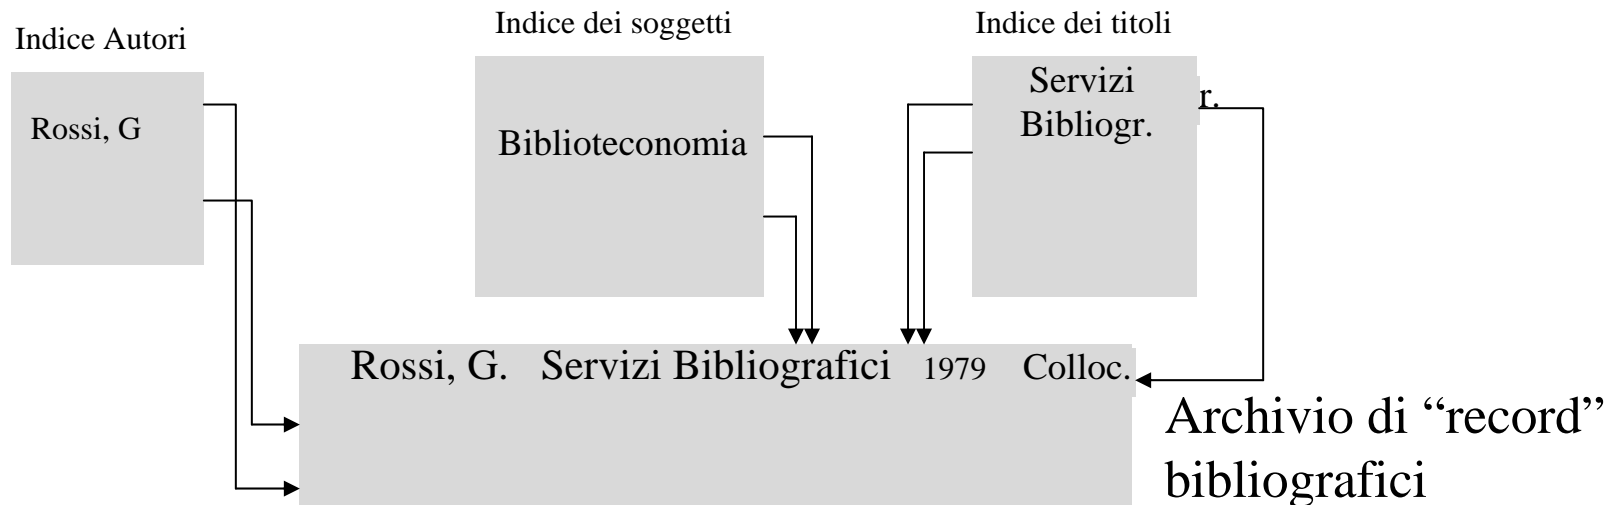 Indice Autori
Indice dei soggetti
Indice dei titoli
Rossi, G
Biblioteconomia
Servizi
Bibliogr.
r.
Rossi, G. Servizi Bibliografici 1979 Colloc.
Archivio di “record”
bibliografici